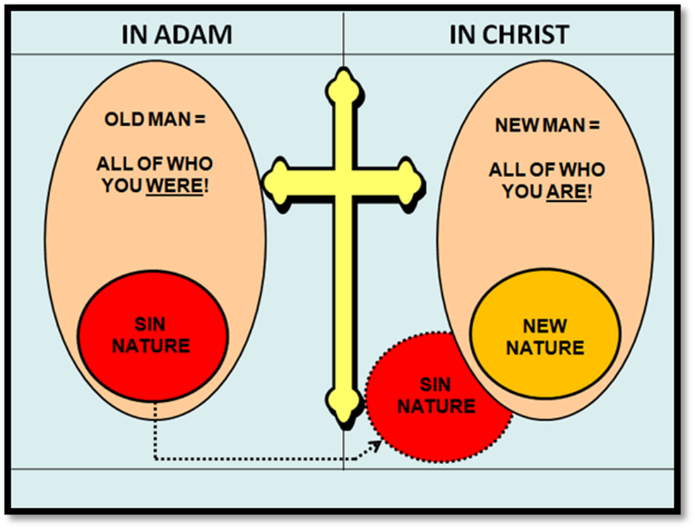 IN ADAM
IN CHRIST
OLD MAN =
ALL OF WHO
YOU WERE!
SIN
NATURE
NEW MAN =
ALL OF WHO
YOU ARE!
NEW
NATURE
SIN
NATURE